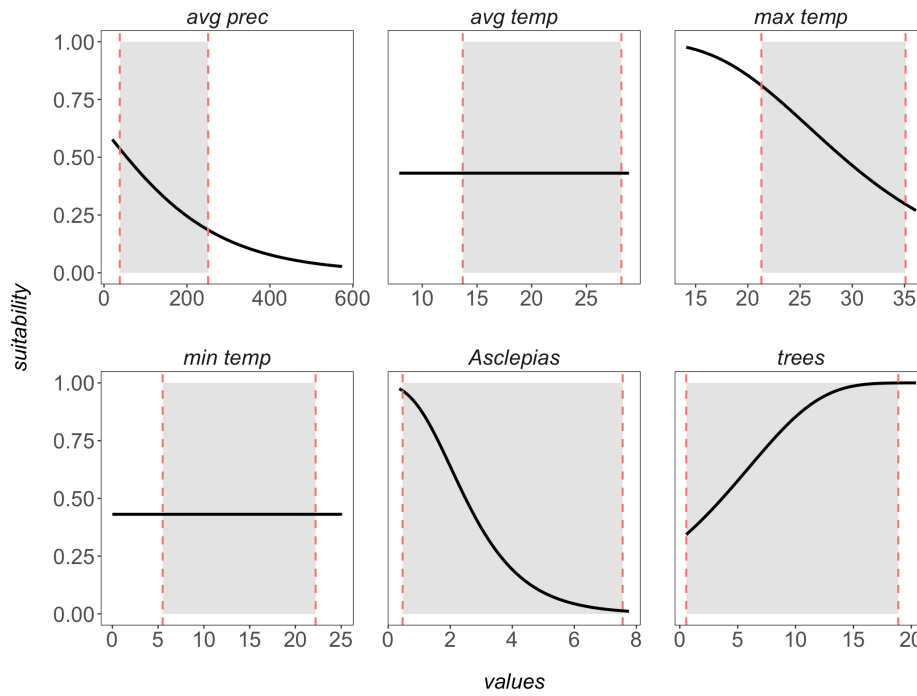 avg prec
avg temp
max temp
1.00
0.75
0.50
0.25
0.00
0 200 400 600
10 15 20 25
15 20 25 30 35
suitability
min temp
Asclepias
trees
1.00
0.75
0.50
0.25
0.00
0 5 10 15 20 25
0 2 4 6 8
0 5 10 15 20
values